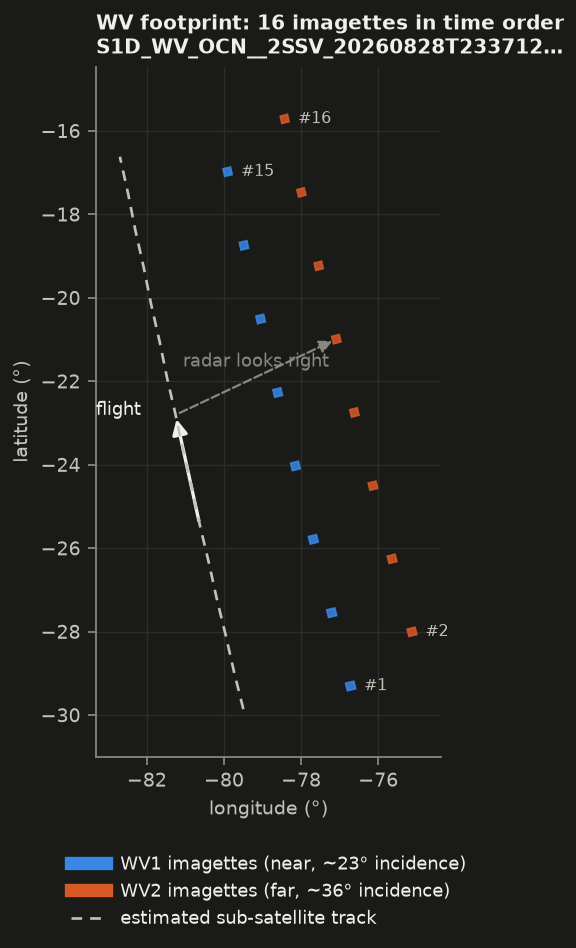 WV footprint: 16 imagettes in time order
S1D_WV_OCN__2SSV_20260828T233712...
−16
−18
−20
−22
−24
−26
−28
−30
latitude (°)
#16
#15
radar looks right
flight
#2
#1
−82
−80
−78
−76
longitude (°)
WV1 imagettes (near, ~23° incidence)
WV2 imagettes (far, ~36° incidence)
estimated sub-satellite track